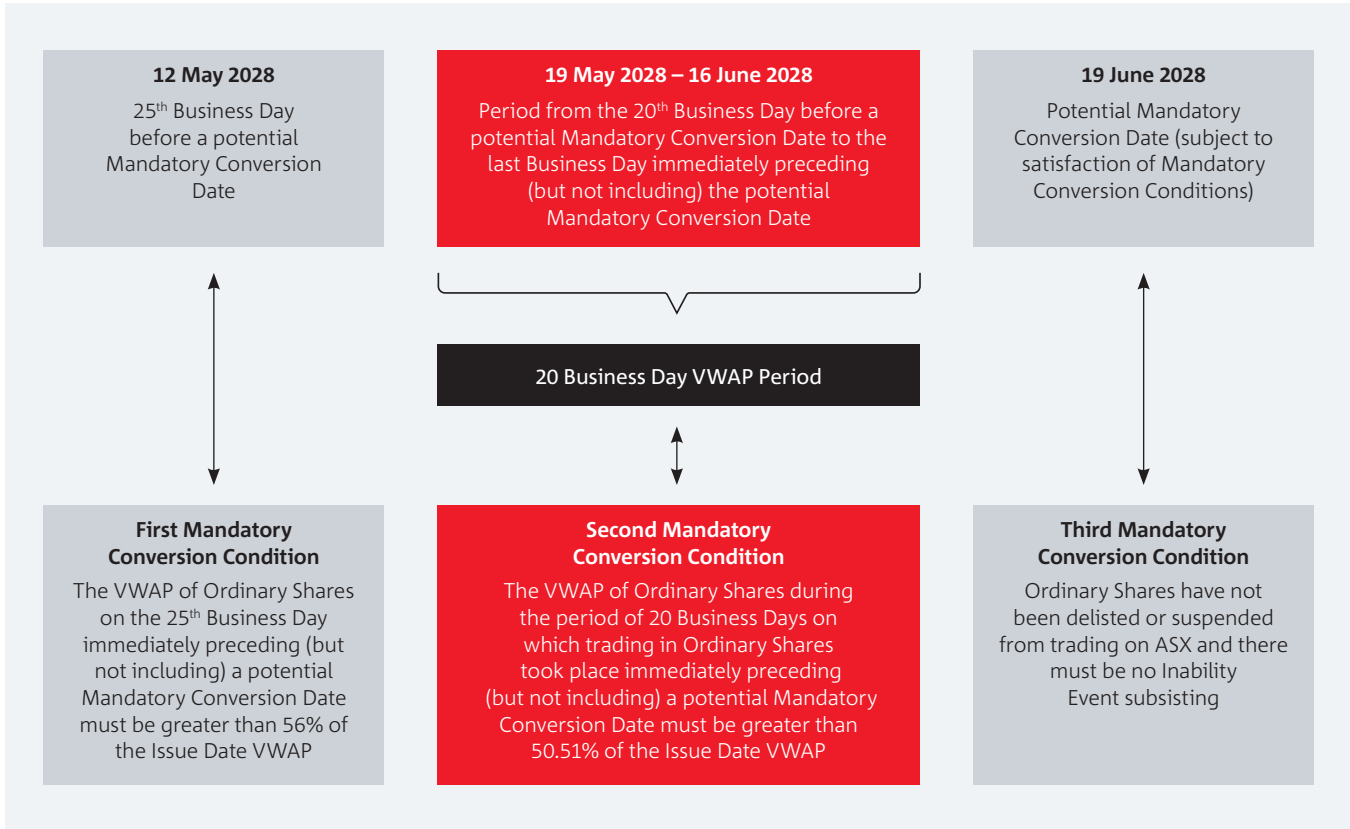 12 May 2028
25th Business Day
before a potential
Mandatory Conversion
Date
19 May 2028 – 16 June 2028
Period from the 20th Business Day before a
potential Mandatory Conversion Date to the
last Business Day immediately preceding
(but not including) the potential
Mandatory Conversion Date
19 June 2028
Potential Mandatory
Conversion Date (subject to
satisfaction of Mandatory
Conversion Conditions)
20 Business Day VWAP Period
First Mandatory
Conversion Condition
The VWAP of Ordinary Shares
on the 25th Business Day
immediately preceding (but
not including) a potential
Mandatory Conversion Date
must be greater than 56% of
the Issue Date VWAP
Second Mandatory
Conversion Condition
The VWAP of Ordinary Shares during
the period of 20 Business Days on
which trading in Ordinary Shares
took place immediately preceding
(but not including) a potential Mandatory
Conversion Date must be greater than
50.51% of the Issue Date VWAP
Third Mandatory
Conversion Condition
Ordinary Shares have not
been delisted or suspended
from trading on ASX and there
must be no Inability
Event subsisting